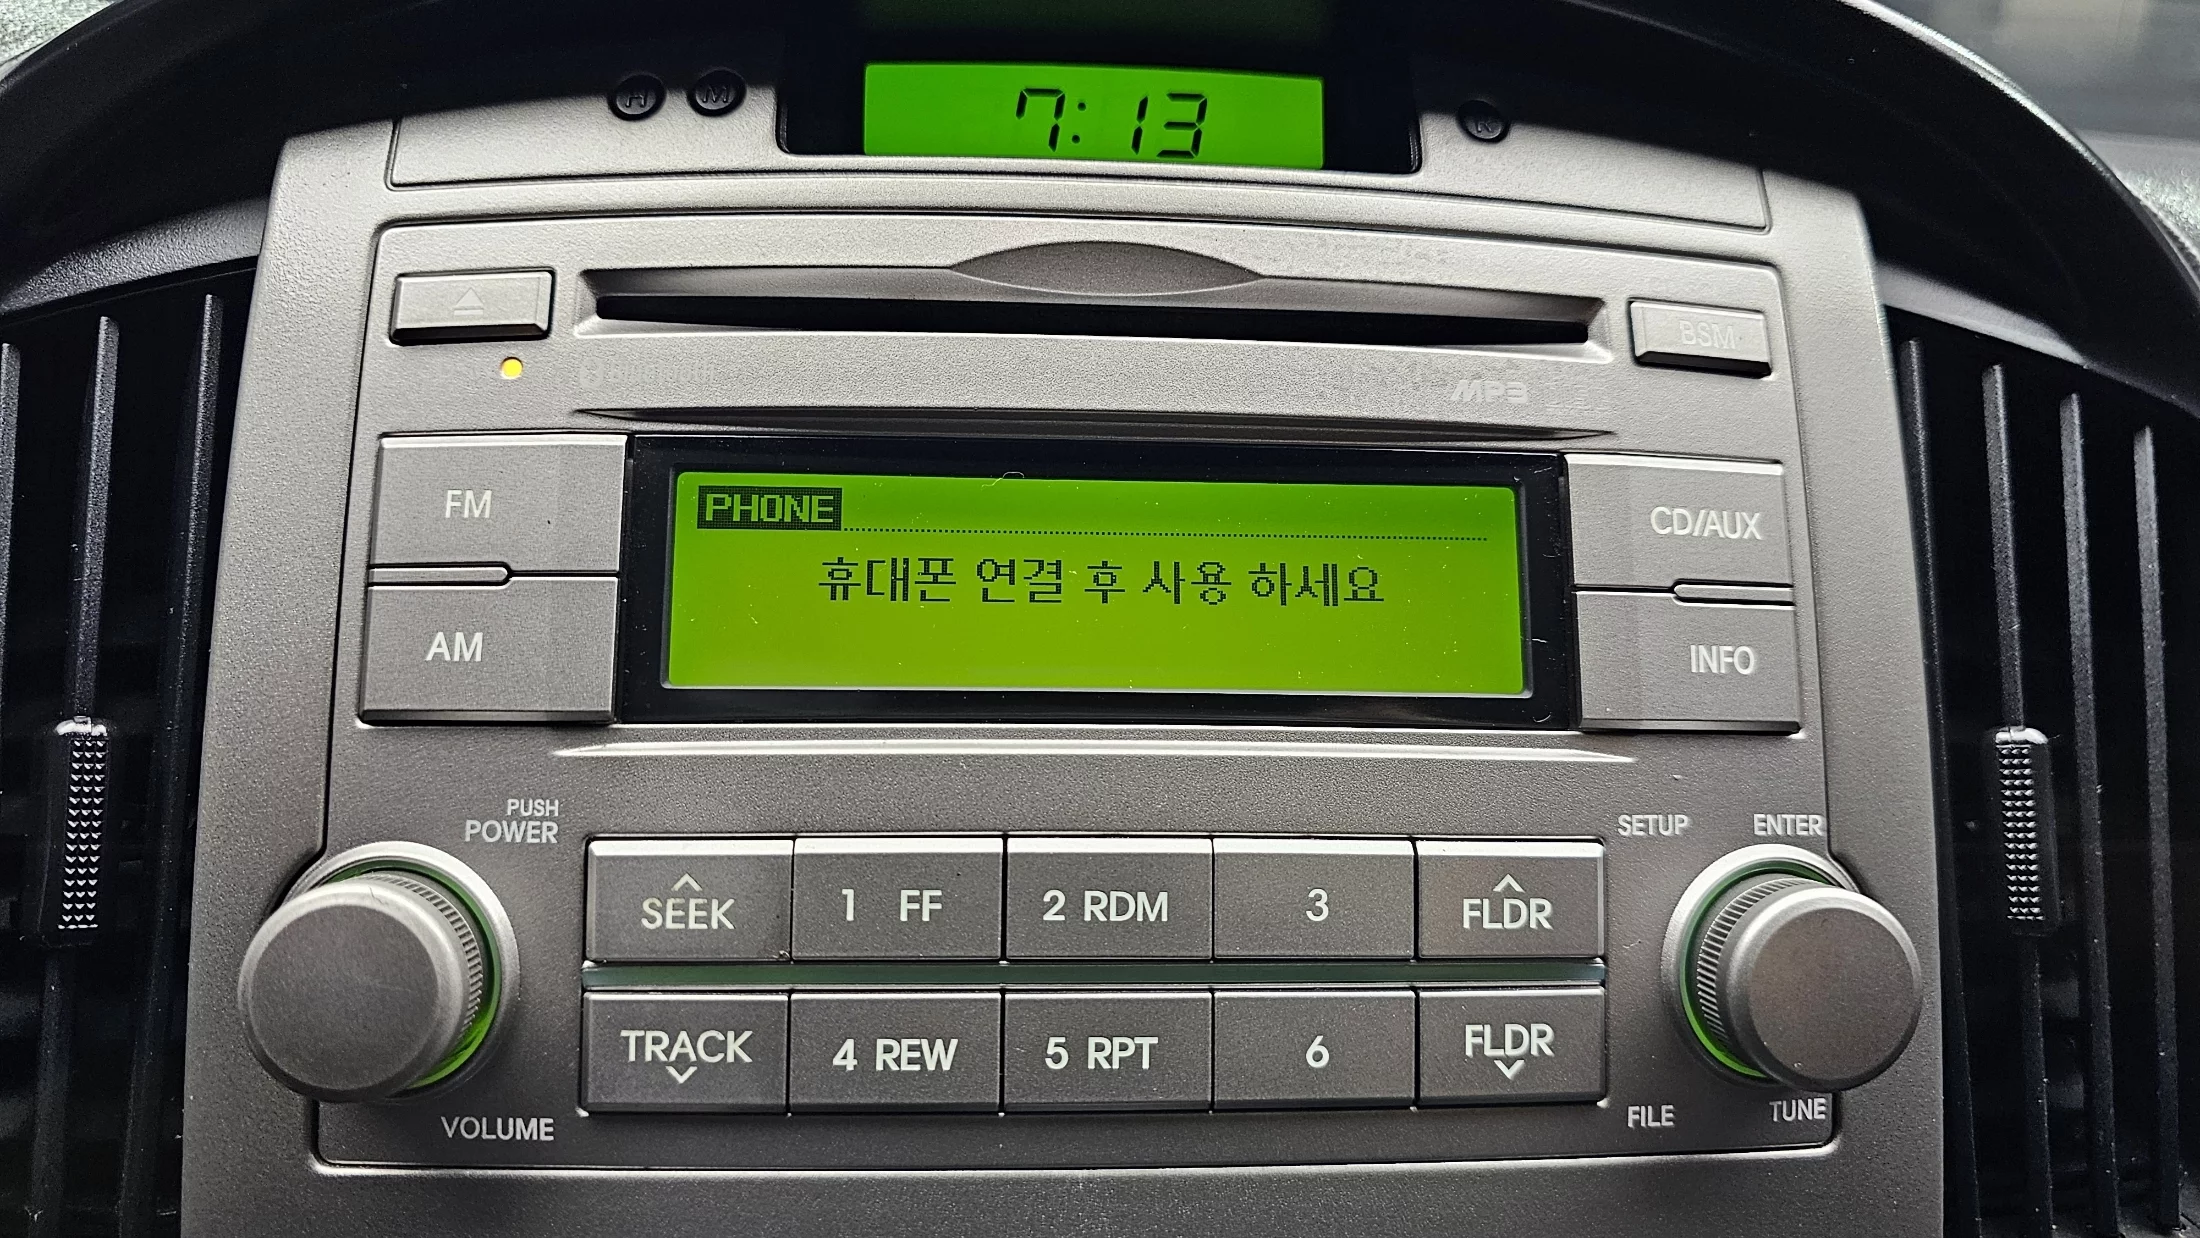 H M
7:13
R
BSM
MP3
FM
PHONE
CD/AUX
휴대폰 연결 후 사용 하세요
AM
INFO
PUSH
POWER
SETUP
ENTER
SEEK
1 FF
2 RDM
3
FLDR
TRACK
4 REW
5 RPT
6
FLDR
VOLUME
FILE
TUNE